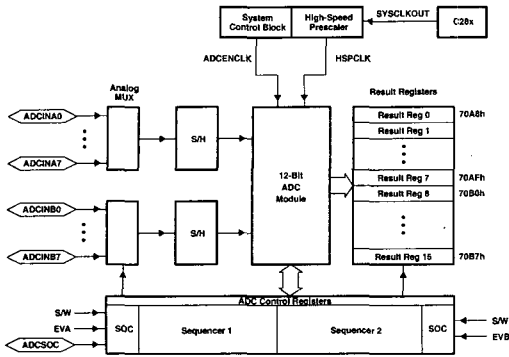 System
Control Block
High-Speed
Prescaler
SYSCLKOUT
C28x
ADCENCLK
HSPCLK
Analog
MUX
Result Registers
ADCINA0
ADCINA7
S/H
12-Bit
ADC
Module
Result Reg 0
70A8h
Result Reg 1
Result Reg 7
70AFh
Result Reg 8
70B0h
ADCINB0
ADCINB7
S/H
Result Reg 15
70B7h
ADC Control Registers
S/W
EVA
ADCSOC
SOC
Sequencer 1
Sequencer 2
SOC
S/W
EVB